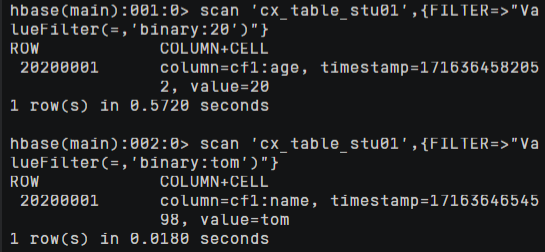 hbase(main):001:0> scan 'cx_table_stu01',{FILTER=>"Va
lueFilter(=,'binary:20')"}
ROW                COLUMN+CELL
 20200001          column=cf1:age, timestamp=171636458205
                   2, value=20
1 row(s) in 0.5720 seconds

hbase(main):002:0> scan 'cx_table_stu01',{FILTER=>"Va
lueFilter(=,'binary:tom')"}
ROW                COLUMN+CELL
 20200001          column=cf1:name, timestamp=17163646545
                   98, value=tom
1 row(s) in 0.0180 seconds